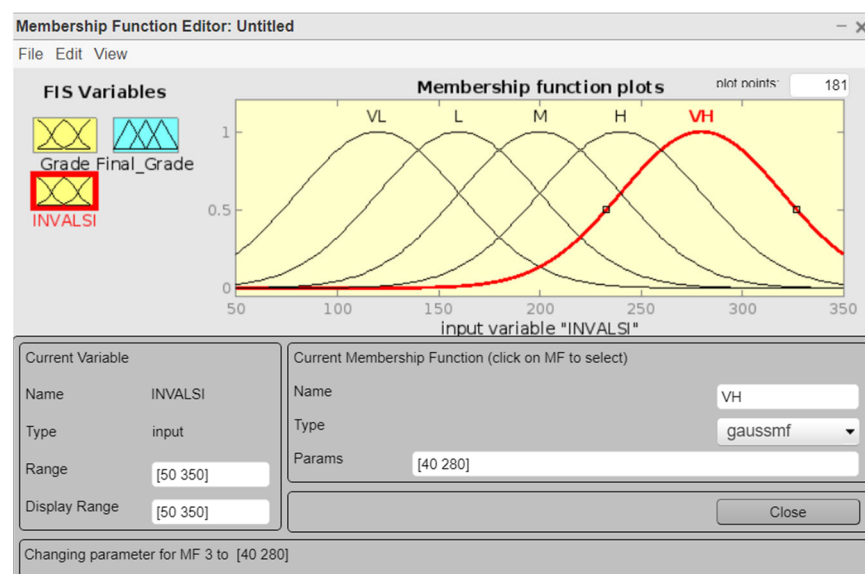 Membership Function Editor: Untitled
File Edit View
FIS Variables
Grade Final_Grade
INVALSI
Membership function plots
plot points: 181
VL L M H VH
1
0.5
0
50 100 150 200 250 300 350
input variable "INVALSI"
Current Variable
Name INVALSI
Type input
Range [50 350]
Display Range [50 350]
Current Membership Function (click on MF to select)
Name VH
Type gaussmf
Params [40 280]
Close
Changing parameter for MF 3 to [40 280]